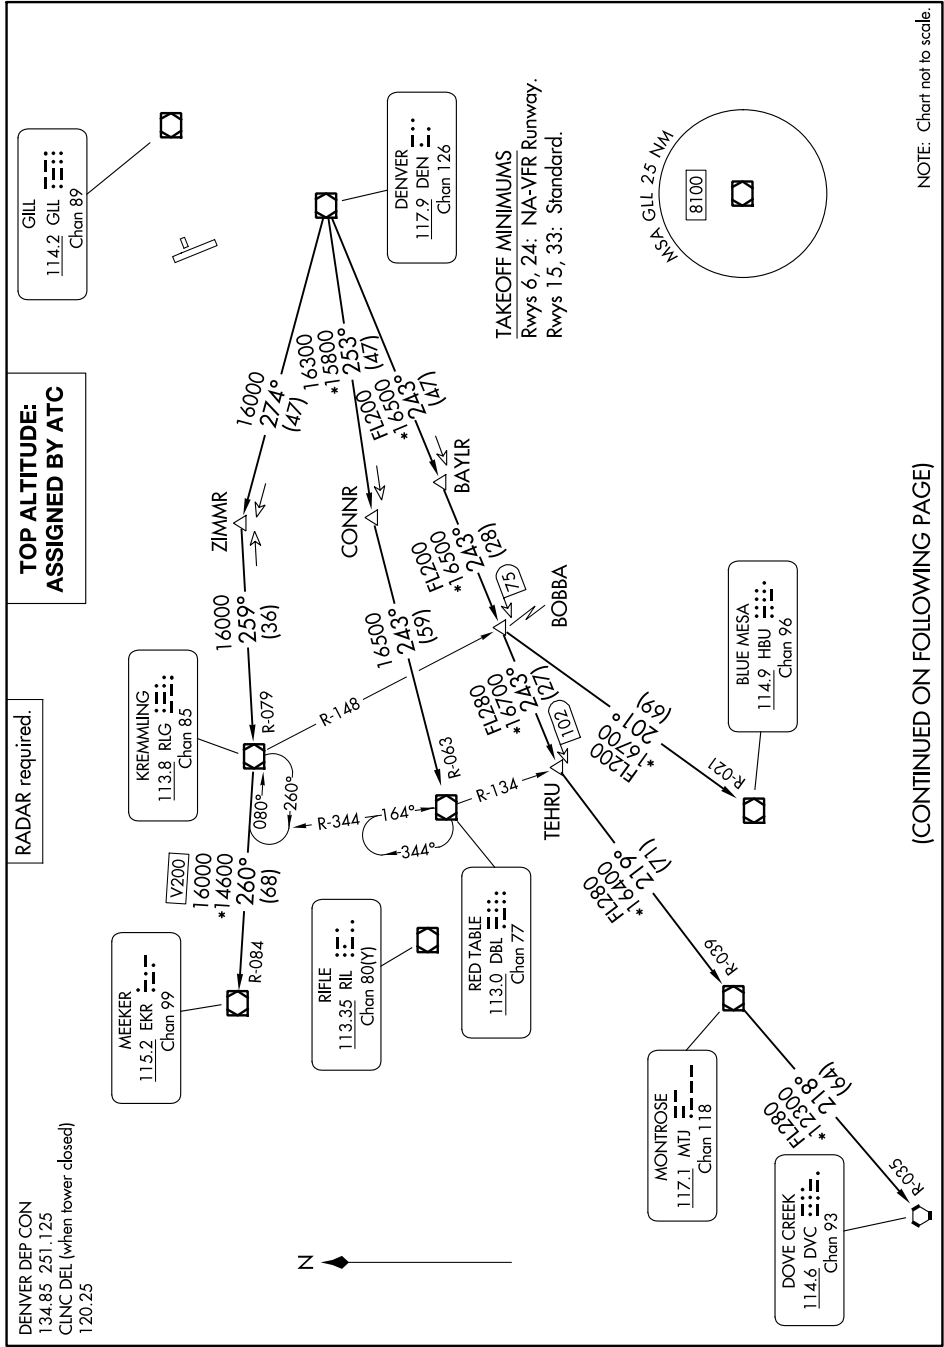 DENVER DEP CON
134.85 251.125
CLNC DEL (when tower closed)
120.25
RADAR required.
TOP ALTITUDE:
ASSIGNED BY ATC
GILL
114.2 GLL
Chan 89
MEEKER
115.2 EKR
Chan 99
KREMMLING
113.8 RLG
Chan 85
ZIMMR
16000
274°
(47)
16000
259°
(36)
R-079
V200
16000
*14600
260°
(68)
R-084
080°
260°
DENVER
117.9 DEN
Chan 126
16300
*15800
253°
(47)
CONNR
16500
243°
(59)
R-063
FL200
*16500
243°
(47)
BAYLR
FL200
*16500
243°
(28)
75
BOBBA
R-148
R-344
164°
344°
R-134
RIFLE
113.35 RIL
Chan 80(Y)
RED TABLE
113.0 DBL
Chan 77
FL280
*16700
243°
(27)
102
TEHRU
FL200
*16700
201°
(69)
R-021
BLUE MESA
114.9 HBU
Chan 96
FL280
*16400
219°
(71)
R-039
MONTROSE
117.1 MTJ
Chan 118
FL280
*12300
218°
(64)
R-035
DOVE CREEK
114.6 DVC
Chan 93
N
TAKEOFF MINIMUMS
Rwys 6, 24: NA-VFR Runway.
Rwys 15, 33: Standard.
MSA GLL 25 NM
8100
(CONTINUED ON FOLLOWING PAGE)
NOTE: Chart not to scale.